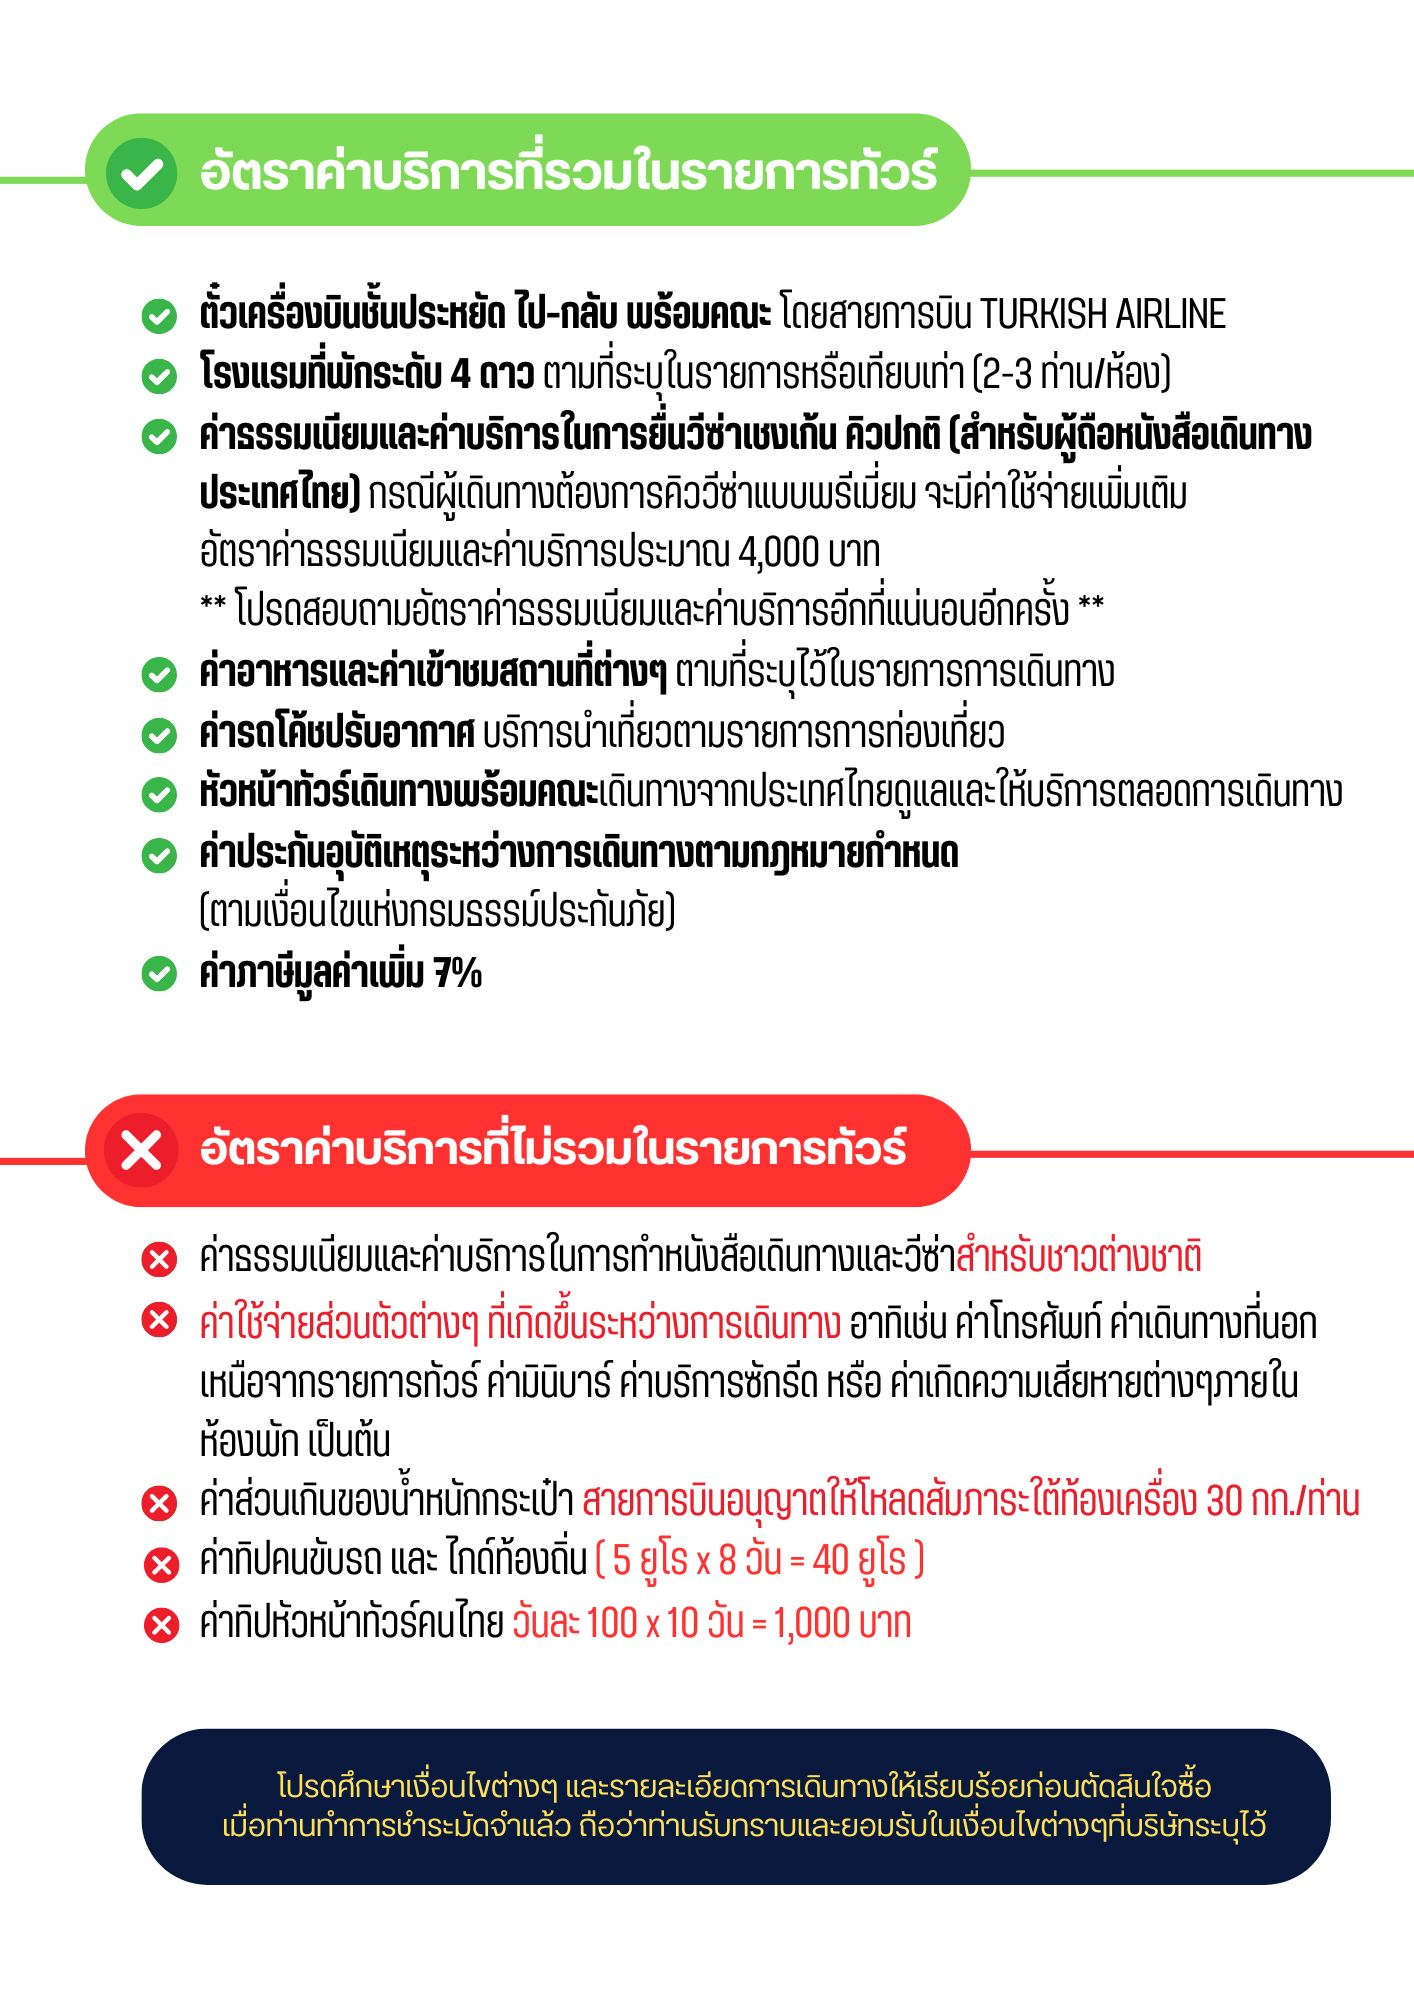 อัตราค่าบริการที่รวมในรายการทัวร์
ตั๋วเครื่องบินชั้นประหยัด ไป-กลับ พร้อมคณะ โดยสายการบิน TURKISH AIRLINE
โรงแรมที่พักระดับ 4 ดาว ตามที่ระบุในรายการหรือเทียบเท่า (2-3 ท่าน/ห้อง)
ค่าธรรมเนียมและค่าบริการในการยื่นวีซ่าเชงเก้น คิวปกติ (สำหรับผู้ถือหนังสือเดินทาง
ประเทศไทย) กรณีผู้เดินทางต้องการคิววีซ่าแบบพรีเมี่ยม จะมีค่าใช้จ่ายเพิ่มเติม
อัตราค่าธรรมเนียมและค่าบริการประมาณ 4,000 บาท
** โปรดสอบถามอัตราค่าธรรมเนียมและค่าบริการอีกที่แน่นอนอีกครั้ง **
ค่าอาหารและค่าเข้าชมสถานที่ต่างๆ ตามที่ระบุไว้ในรายการการเดินทาง
ค่ารถโค้ชปรับอากาศ บริการนำเที่ยวตามรายการการท่องเที่ยว
หัวหน้าทัวร์เดินทางพร้อมคณะเดินทางจากประเทศไทยดูแลและให้บริการตลอดการเดินทาง
ค่าประกันอุบัติเหตุระหว่างการเดินทางตามกฎหมายกำหนด
(ตามเงื่อนไขแห่งกรมธรรม์ประกันภัย)
ค่าภาษีมูลค่าเพิ่ม 7%
อัตราค่าบริการที่ไม่รวมในรายการทัวร์
ค่าธรรมเนียมและค่าบริการในการทำหนังสือเดินทางและวีซ่าสำหรับชาวต่างชาติ
ค่าใช้จ่ายส่วนตัวต่างๆ ที่เกิดขึ้นระหว่างการเดินทาง อาทิเช่น ค่าโทรศัพท์ ค่าเดินทางที่นอก
เหนือจากรายการทัวร์ ค่ามินิบาร์ ค่าบริการซักรีด หรือ ค่าเกิดความเสียหายต่างๆภายใน
ห้องพัก เป็นต้น
ค่าส่วนเกินของน้ำหนักกระเป๋า สายการบินอนุญาตให้โหลดสัมภาระใต้ท้องเครื่อง 30 กก./ท่าน
ค่าทิปคนขับรถ และ ไกด์ท้องถิ่น ( 5 ยูโร x 8 วัน = 40 ยูโร )
ค่าทิปหัวหน้าทัวร์คนไทย วันละ 100 x 10 วัน = 1,000 บาท
โปรดศึกษาเงื่อนไขต่างๆ และรายละเอียดการเดินทางให้เรียบร้อยก่อนตัดสินใจซื้อ
เมื่อท่านทำการชำระมัดจำแล้ว ถือว่าท่านรับทราบและยอมรับในเงื่อนไขต่างๆที่บริษัทระบุไว้